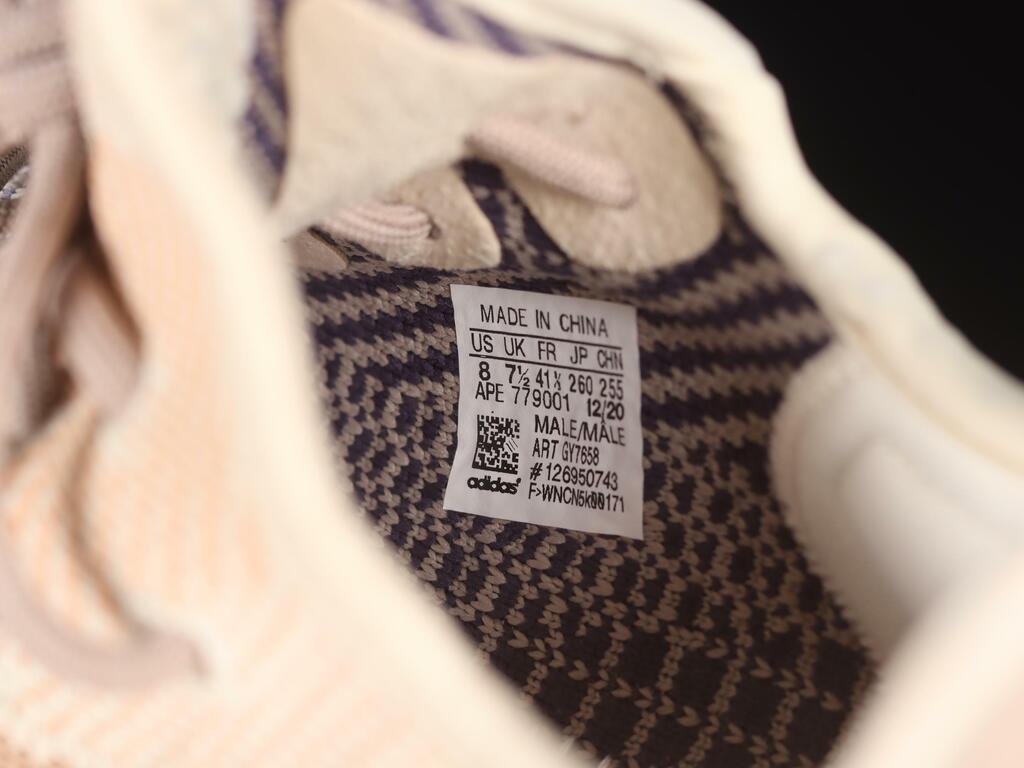 MADE IN CHINA
US UK FR JP CHN
8 7½ 41⅓ 260 255
APE 779001 12/20
MALE/MÂLE
ART GY7658
#126950743
F>WNCN5k00171
adidas